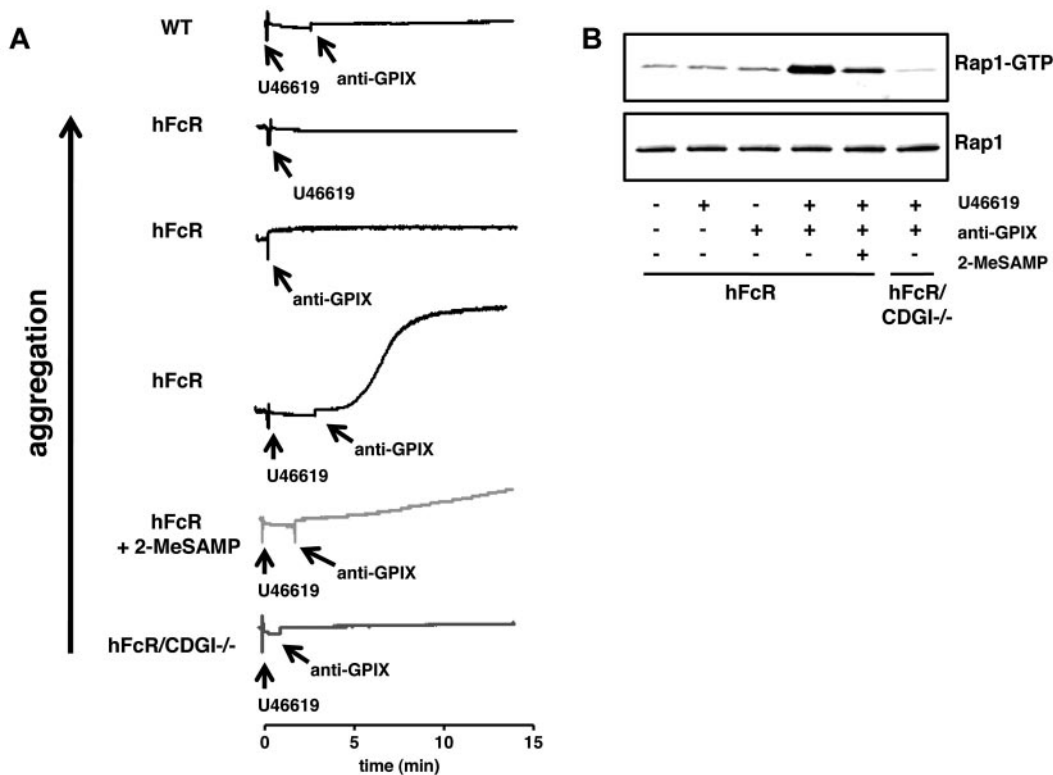 A
WT
U46619
anti-GPIX
hFcR
U46619
hFcR
anti-GPIX
hFcR
anti-GPIX
U46619
hFcR
+ 2-MeSAMP
anti-GPIX
U46619
hFcR/CDGI-/-
anti-GPIX
U46619
aggregation
0 5 10 15
time (min)
B
Rap1-GTP
Rap1
- + - + + + U46619
- - + + + + anti-GPIX
- - - - + - 2-MeSAMP
hFcR hFcR/
CDGI-/-